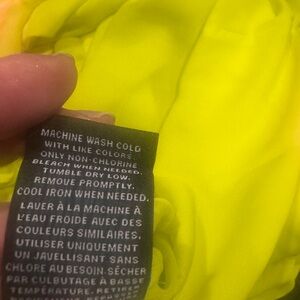 MACHINE WASH COLD
WITH LIKE COLORS.
ONLY NON-CHLORINE
BLEACH WHEN NEEDED.
TUMBLE DRY LOW.
REMOVE PROMPTLY.
COOL IRON WHEN NEEDED.
LAVER À LA MACHINE À
L'EAU FROIDE AVEC DES
COULEURS SIMILAIRES.
UTILISER UNIQUEMENT
UN JAVELLISANT SANS
CHLORE AU BESOIN. SÉCHER
PAR CULBUTAGE À BASSE
TEMPÉRATURE. RETIRER